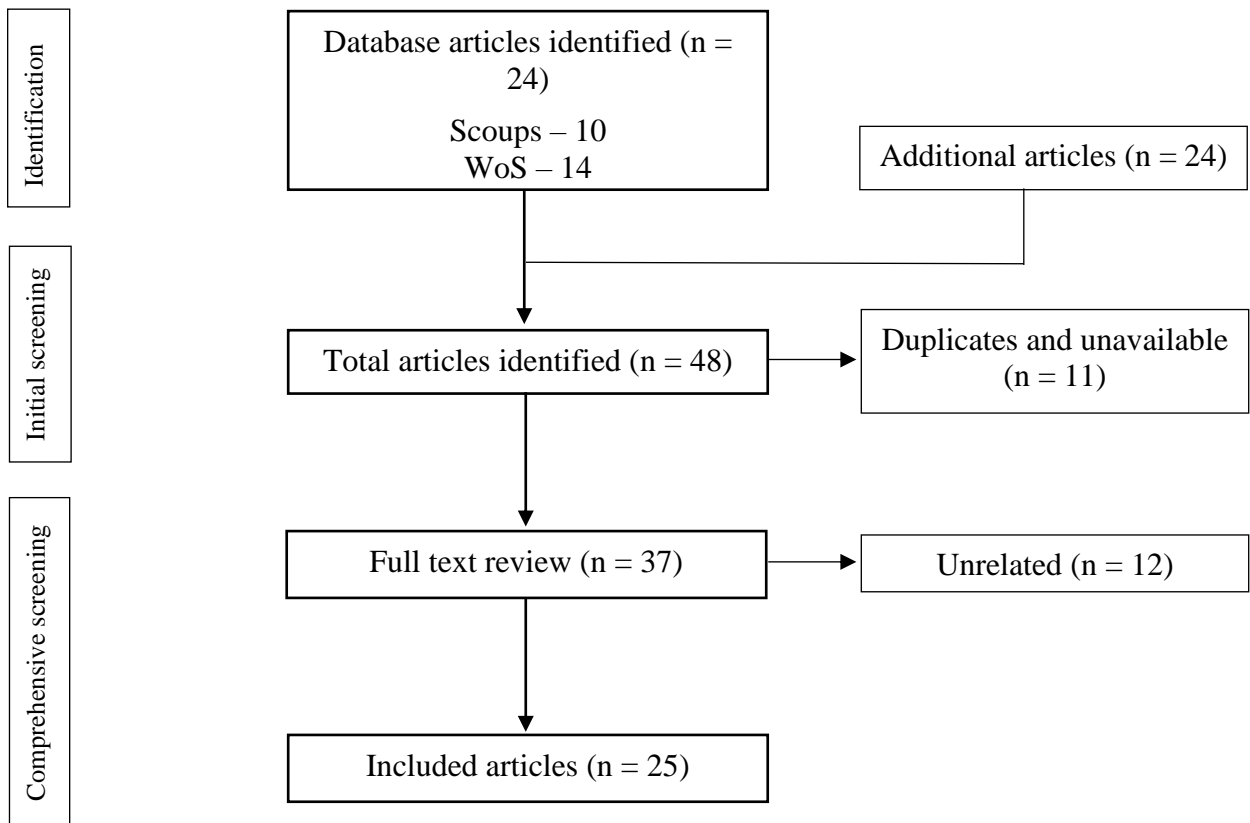 Identification
Database articles identified (n =
24)
Scoups – 10
WoS – 14
Additional articles (n = 24)
Initial screening
Total articles identified (n = 48)
Duplicates and unavailable
(n = 11)
Comprehensive screening
Full text review (n = 37)
Unrelated (n = 12)
Included articles (n = 25)